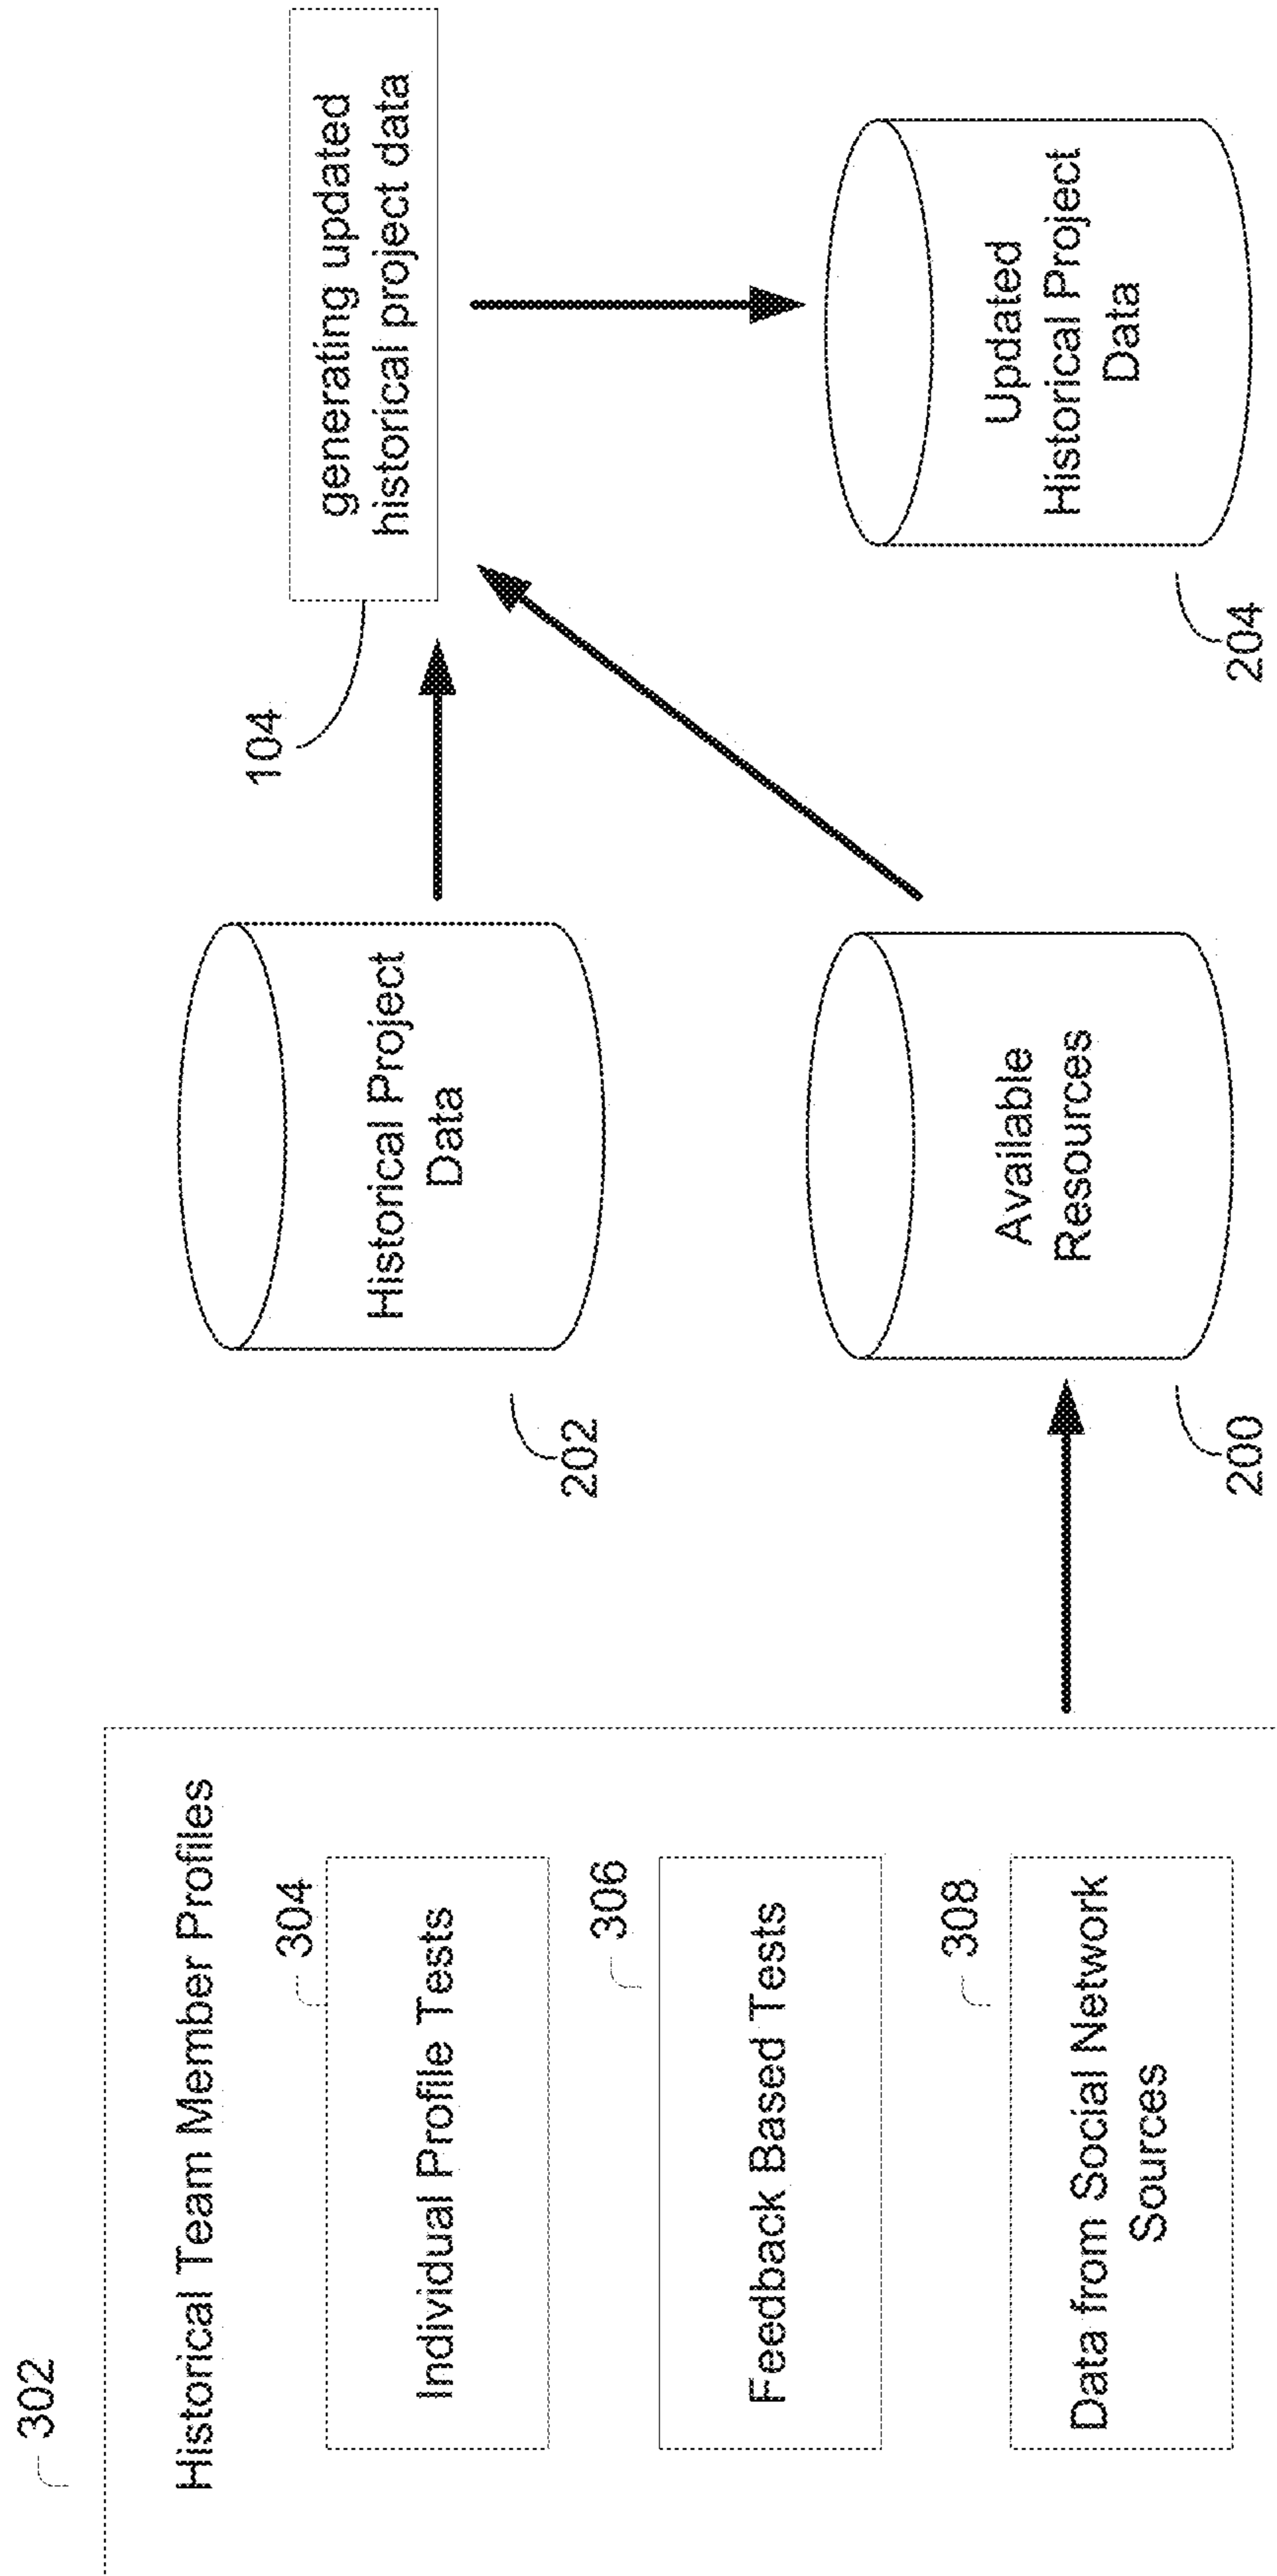 302
Historical Team Member Profiles
304
Individual Profile Tests
306
Feedback Based Tests
308
Data from Social Network
Sources
Historical Project
Data
202
Available
Resources
200
104
generating updated
historical project data
Updated
Historical Project
Data
204